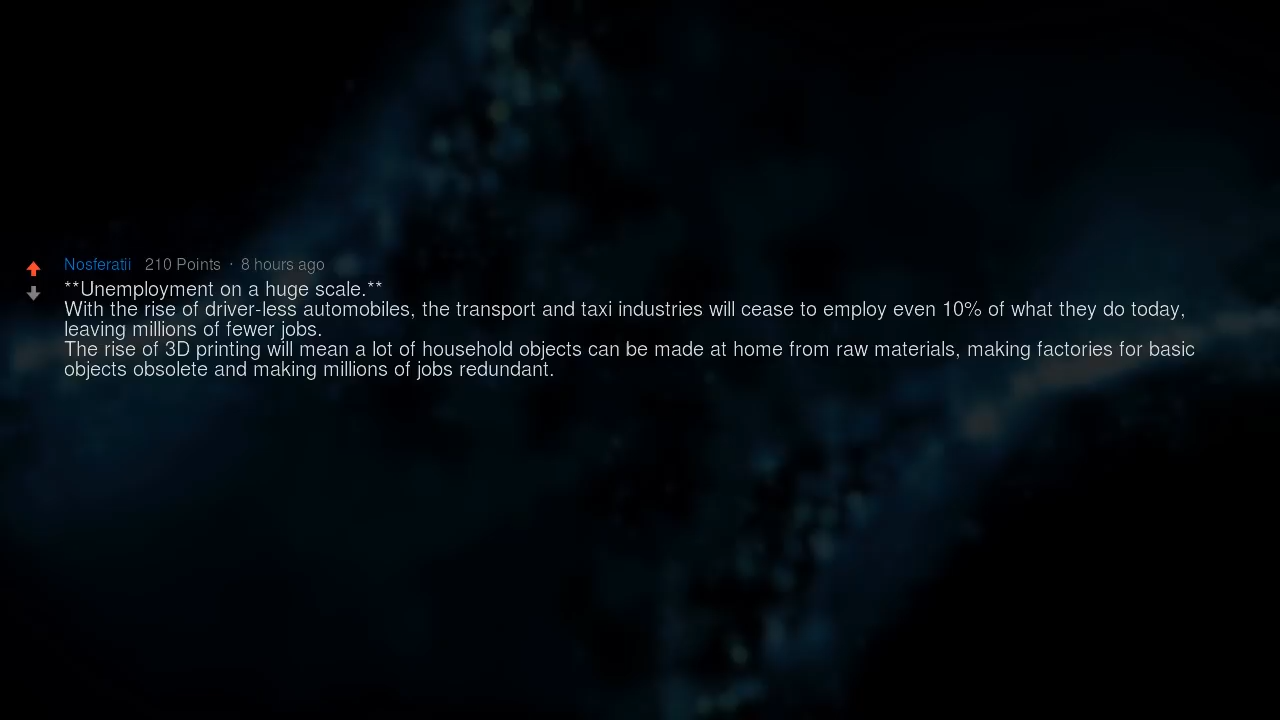 Nosferatii 210 Points · 8 hours ago
**Unemployment on a huge scale.**
With the rise of driver-less automobiles, the transport and taxi industries will cease to employ even 10% of what they do today,
leaving millions of fewer jobs.
The rise of 3D printing will mean a lot of household objects can be made at home from raw materials, making factories for basic
objects obsolete and making millions of jobs redundant.